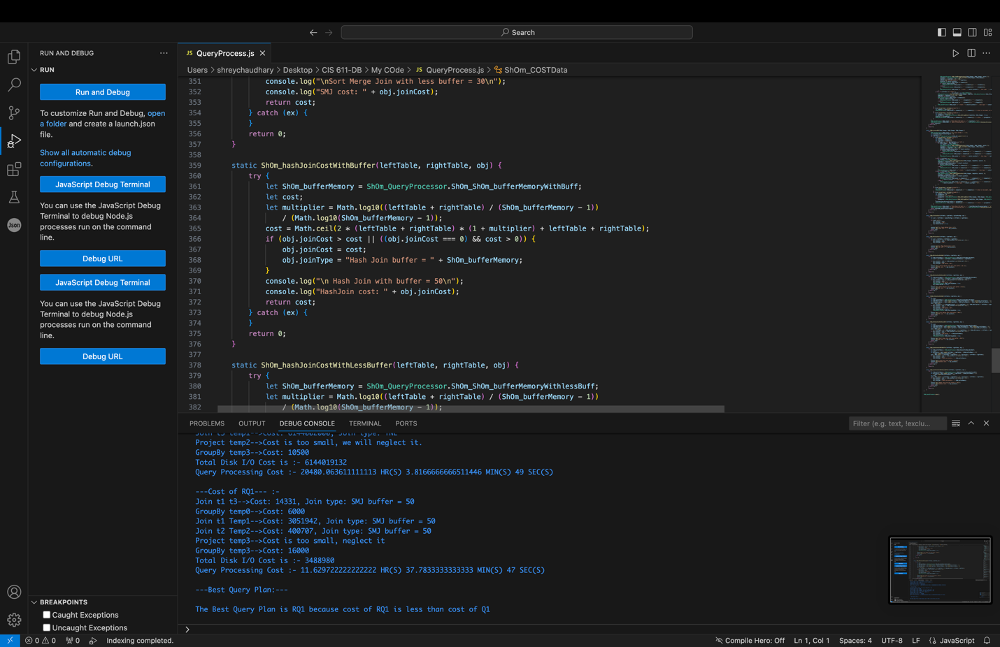 Search
RUN AND DEBUG
RUN
Run and Debug
To customize Run and Debug, open
a folder and create a launch.json
file.
Show all automatic debug
configurations.
JavaScript Debug Terminal
You can use the JavaScript Debug
Terminal to debug Node.js
processes run on the command
line.
Debug URL
JavaScript Debug Terminal
You can use the JavaScript Debug
Terminal to debug Node.js
processes run on the command
line.
Debug URL
Json
BREAKPOINTS
Caught Exceptions
Uncaught Exceptions
JS QueryProcess.js
Users > shreychaudhary > Desktop > CIS 611-DB > My COde > JS QueryProcess.js > ShOm_COSTData
351 console.log("\nSort Merge Join with less buffer = 30\n");
352 console.log("SMJ cost: " + obj.joinCost);
353 return cost;
354 } catch (ex) {
355 }
356 return 0;
357 }
358
359 static ShOm_hashJoinCostWithBuffer(leftTable, rightTable, obj) {
360 try {
361 let ShOm_bufferMemory = ShOm_QueryProcessor.ShOm_ShOm_bufferMemoryWithBuff;
362 let cost;
363 let multiplier = Math.log10((leftTable + rightTable) / (ShOm_bufferMemory - 1))
364 / (Math.log10(ShOm_bufferMemory - 1));
365 cost = Math.ceil(2 * (leftTable + rightTable) * (1 + multiplier) + leftTable + rightTable);
366 if (obj.joinCost > cost || ((obj.joinCost === 0) && cost > 0)) {
367 obj.joinCost = cost;
368 obj.joinType = "Hash Join buffer = " + ShOm_bufferMemory;
369 }
370 console.log("\n Hash Join with buffer = 50\n");
371 console.log("HashJoin cost: " + obj.joinCost);
372 return cost;
373 } catch (ex) {
374 }
375 return 0;
376 }
377
378 static ShOm_hashJoinCostWithLessBuffer(leftTable, rightTable, obj) {
379 try {
380 let ShOm_bufferMemory = ShOm_QueryProcessor.ShOm_ShOm_bufferMemoryWithlessBuff;
381 let multiplier = Math.log10((leftTable + rightTable) / (ShOm_bufferMemory - 1))
382 / (Math.log10(ShOm_bufferMemory - 1));
PROBLEMS OUTPUT DEBUG CONSOLE TERMINAL PORTS
Filter (e.g. text, !exclu...
Join t3 temp1-->Cost: 6144002000, Join type: TNL
Project temp2-->Cost is too small, we will neglect it.
GroupBy temp3-->Cost: 10500
Total Disk I/O Cost is :- 6144019132
Query Processing Cost :- 20480.063611111113 HR(S) 3.8166666666511446 MIN(S) 49 SEC(S)
---Cost of RQ1--- :-
Join t1 t3-->Cost: 14331, Join type: SMJ buffer = 50
GroupBy temp0-->Cost: 6000
Join t1 Temp1-->Cost: 3051942, Join type: SMJ buffer = 50
Join t2 Temp2-->Cost: 400707, Join type: SMJ buffer = 50
Project temp3-->Cost is too small, neglect it
GroupBy temp3-->Cost: 16000
Total Disk I/O Cost is :- 3488980
Query Processing Cost :- 11.629722222222222 HR(S) 37.7833333333333 MIN(S) 47 SEC(S)
---Best Query Plan:---
The Best Query Plan is RQ1 because cost of RQ1 is less than cost of Q1
0 0 0 Indexing completed.
Compile Hero: Off Ln 1, Col 1 Spaces: 4 UTF-8 LF JavaScript